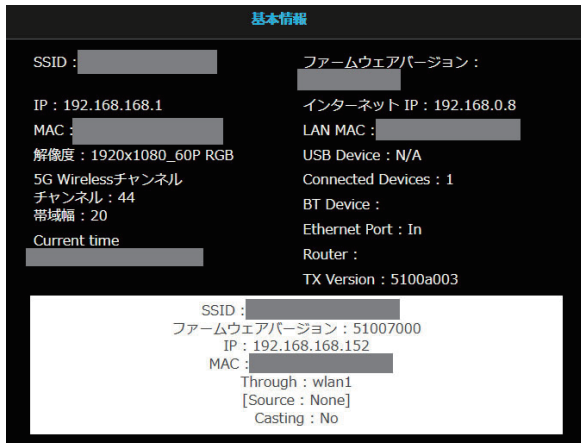 基本情報
SSID：
IP：192.168.168.1
MAC：
解像度：1920x1080_60P RGB
5G Wirelessチャンネル
チャンネル：44
帯域幅：20
Current time
ファームウェアバージョン：
インターネット IP：192.168.0.8
LAN MAC：
USB Device：N/A
Connected Devices：1
BT Device：
Ethernet Port：In
Router：
TX Version：5100a003
SSID：
ファームウェアバージョン：51007000
IP：192.168.168.152
MAC：
Through：wlan1
[Source：None]
Casting：No